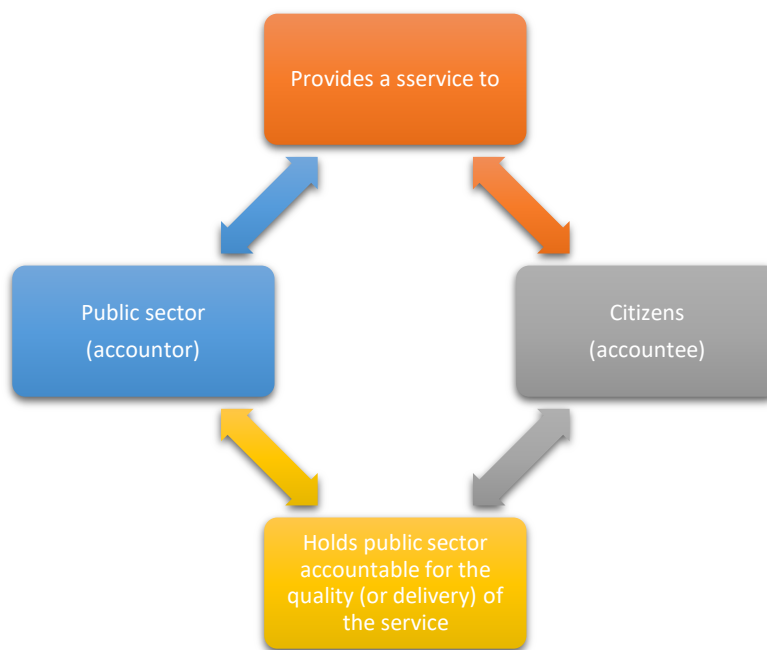 Provides a sservice to
Public sector
(accountor)
Citizens
(accountee)
Holds public sector
accountable for the
quality (or delivery) of
the service